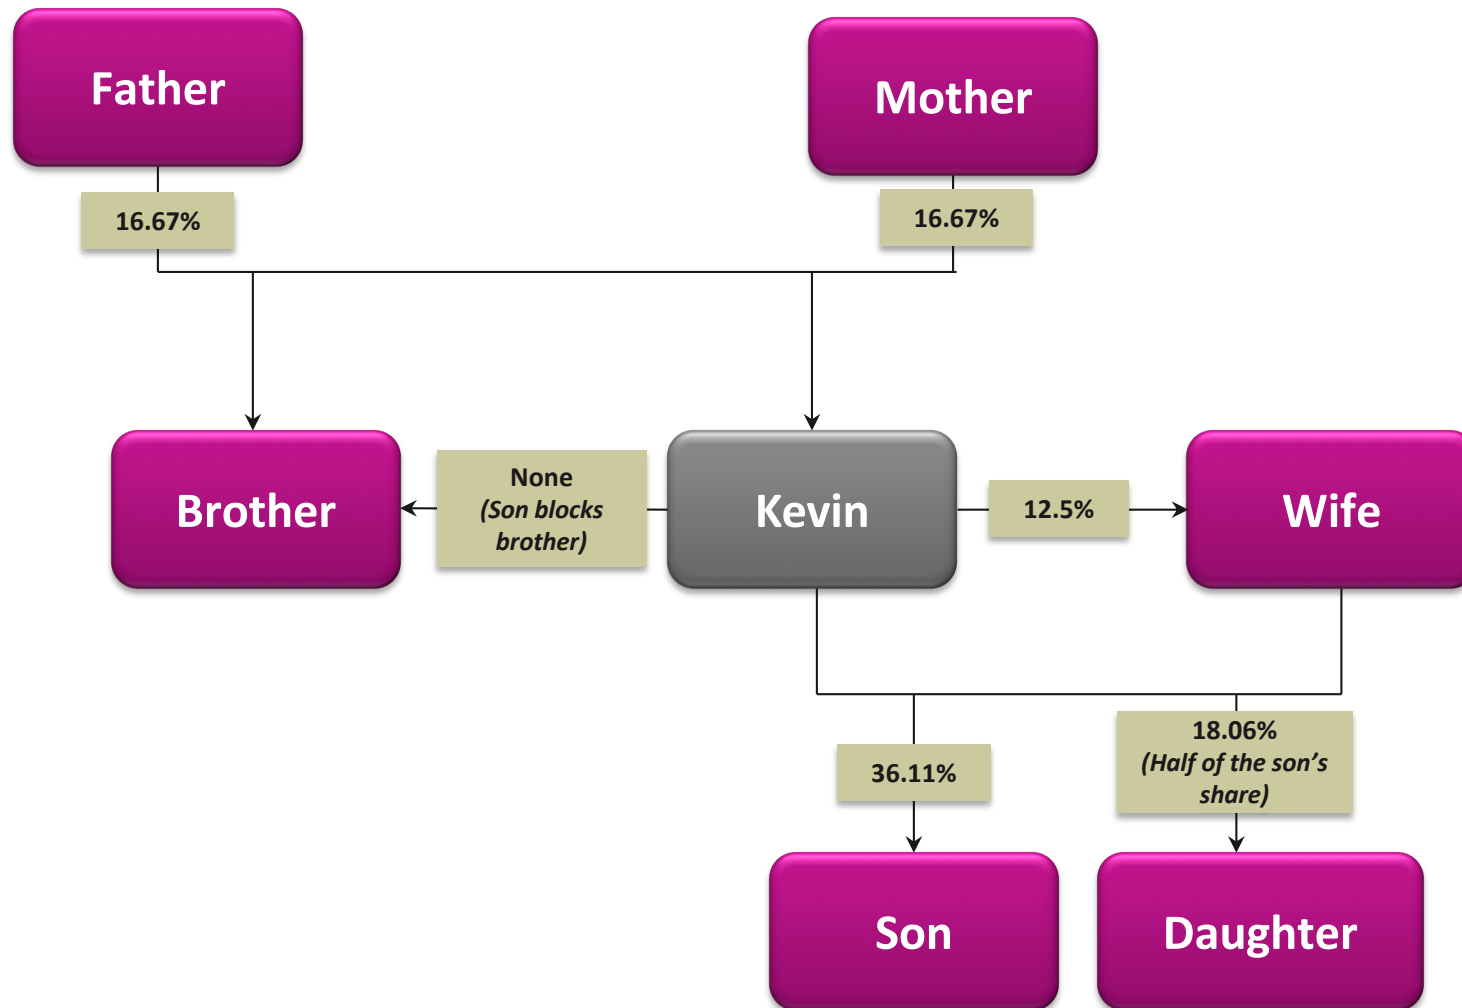 Father
Mother
16.67%
16.67%
Brother
None
(Son blocks
brother)
Kevin
12.5%
Wife
36.11%
18.06%
(Half of the son’s
share)
Son
Daughter